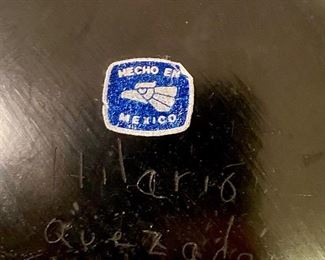 HECHO EN
MEXICO
Hilario
Quezada